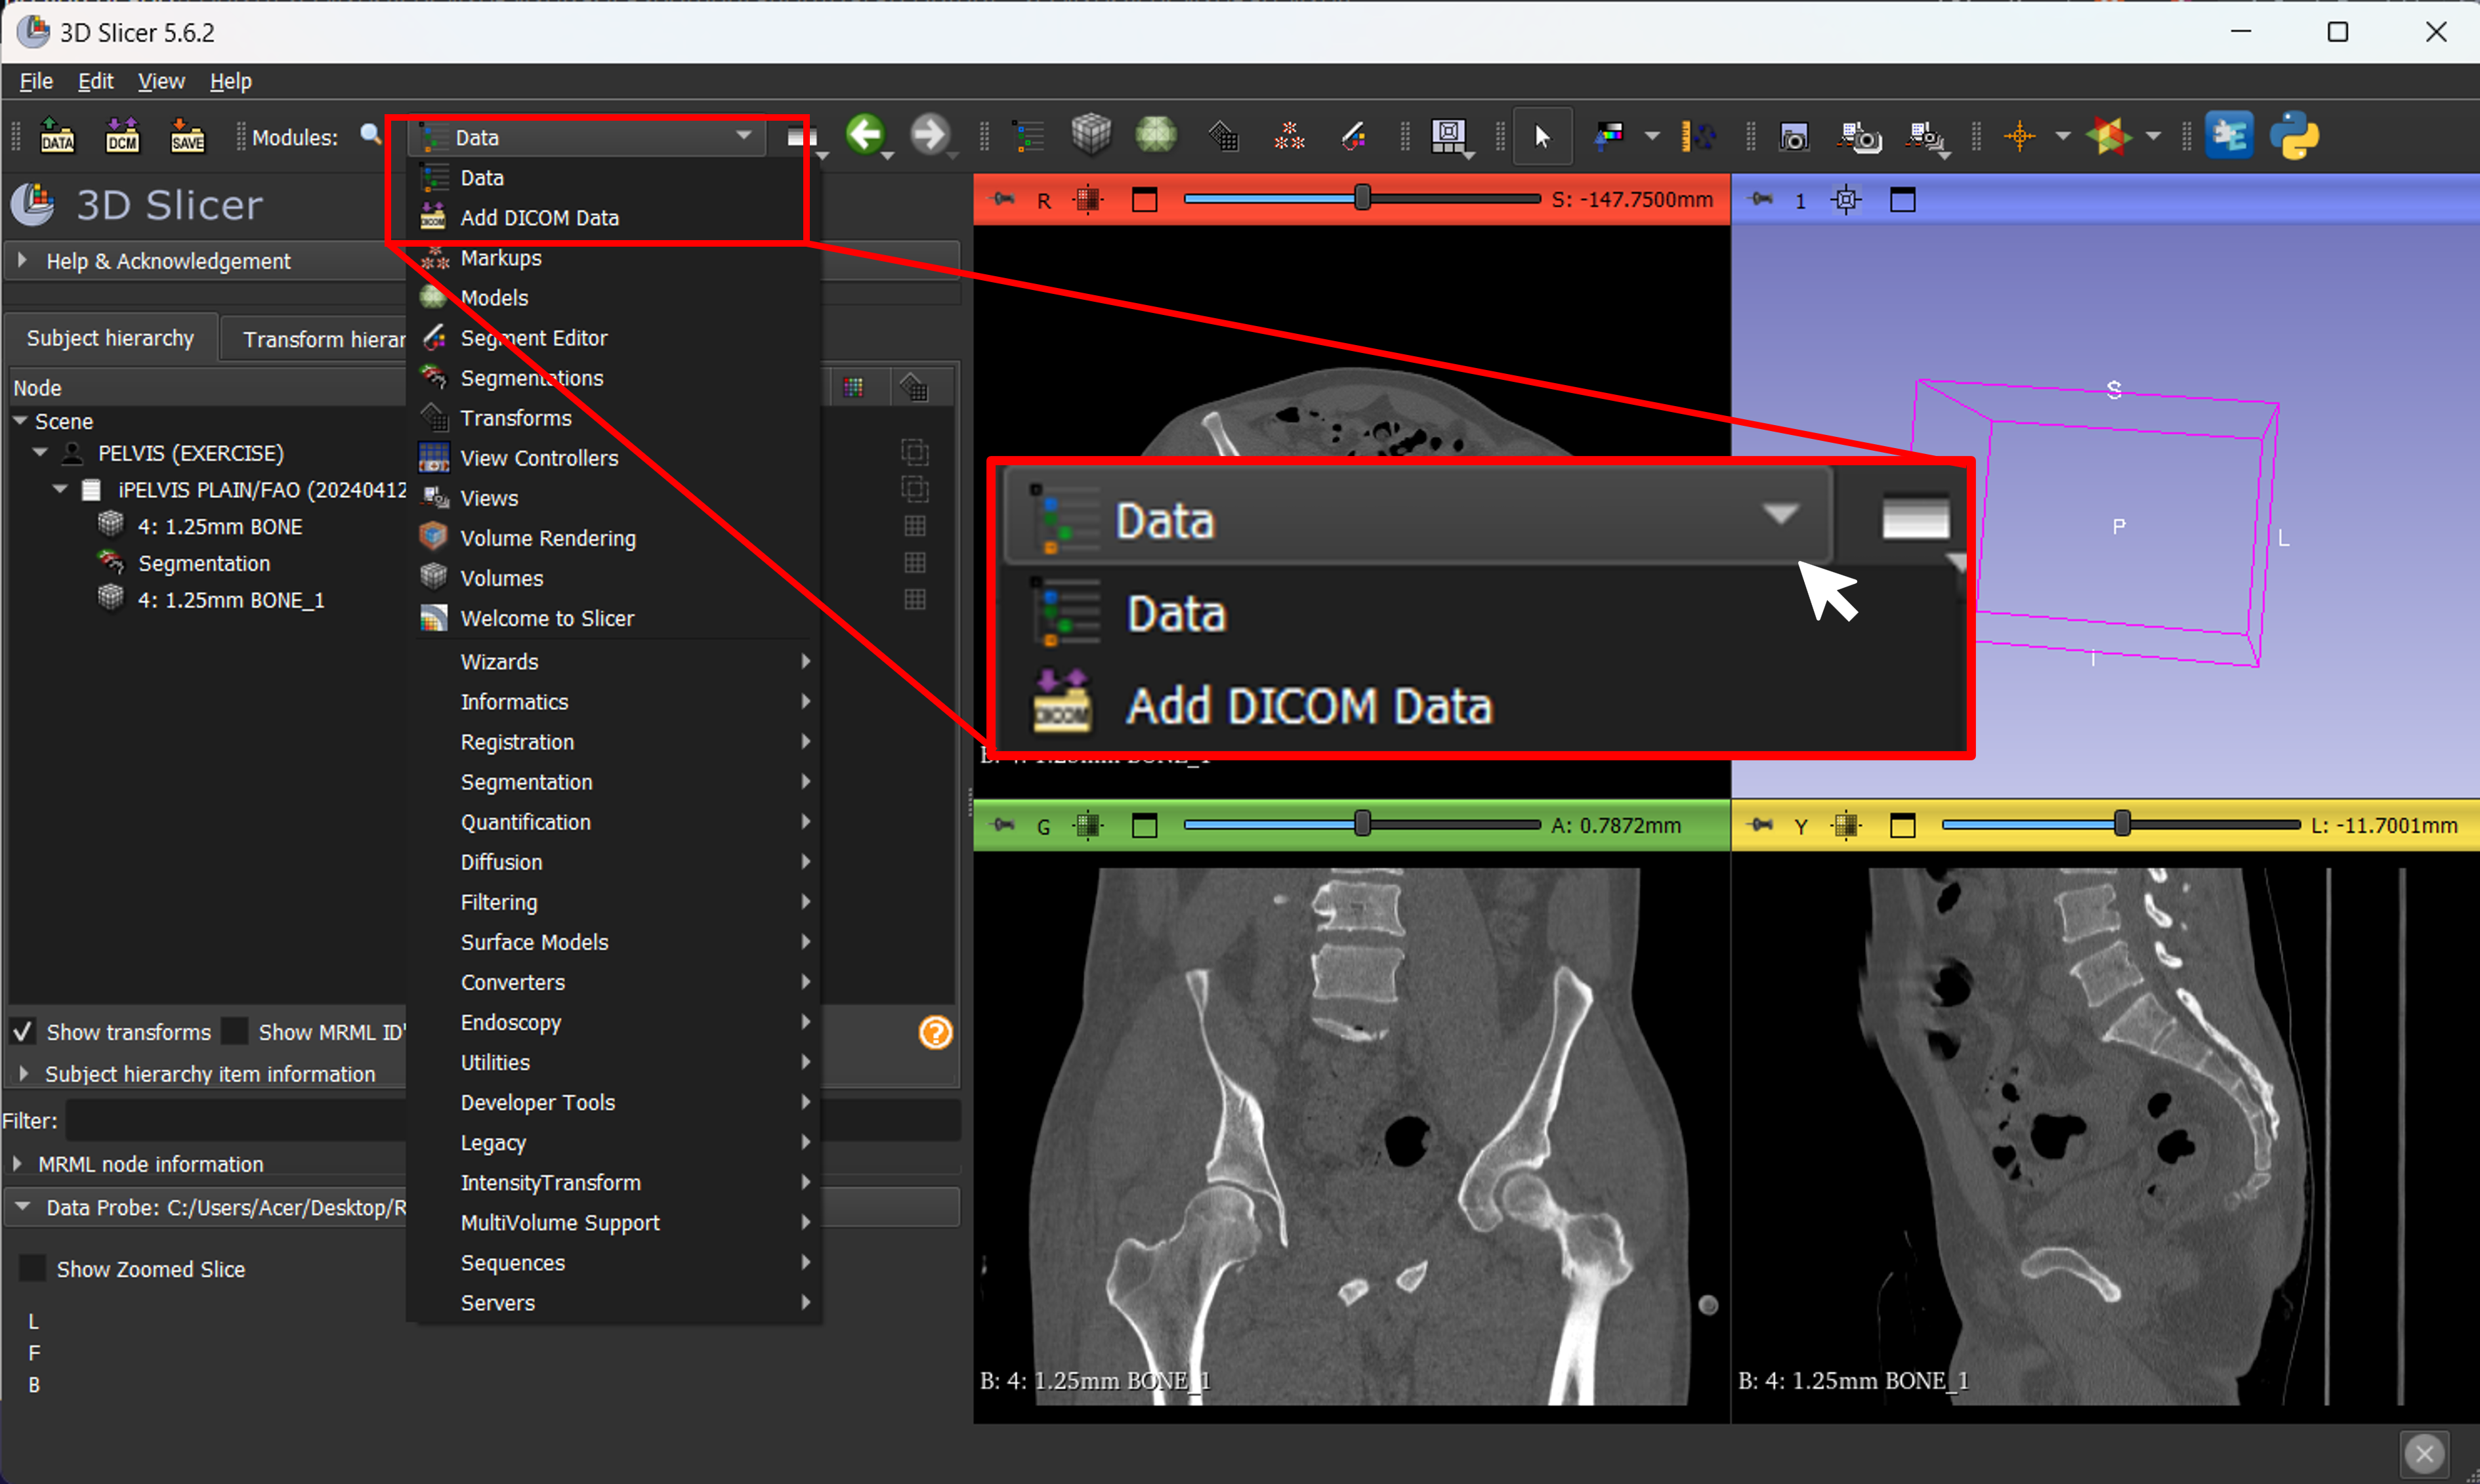 3D Slicer 5.6.2
File Edit View Help
DATA DCM SAVE Modules: Data
3D Slicer
Help & Acknowledgement
Subject hierarchy Transform hierar
Node
Scene
PELVIS (EXERCISE)
iPELVIS PLAIN/FAO (20240412
4: 1.25mm BONE
Segmentation
4: 1.25mm BONE_1
Show transforms Show MRML ID'
Subject hierarchy item information
Filter:
MRML node information
Data Probe: C:/Users/Acer/Desktop/R
Show Zoomed Slice
L
F
B
Data
Add DICOM Data
Markups
Models
Segment Editor
Segmentations
Transforms
View Controllers
Views
Volume Rendering
Volumes
Welcome to Slicer
Wizards
Informatics
Registration
Segmentation
Quantification
Diffusion
Filtering
Surface Models
Converters
Endoscopy
Utilities
Developer Tools
Legacy
IntensityTransform
MultiVolume Support
Sequences
Servers
R S: -147.7500mm
1
S
P
L
I
Data
Data
DICOM Add DICOM Data
B: 4: 1.25mm BONE_1
G A: 0.7872mm
B: 4: 1.25mm BONE_1
Y L: -11.7001mm
B: 4: 1.25mm BONE_1